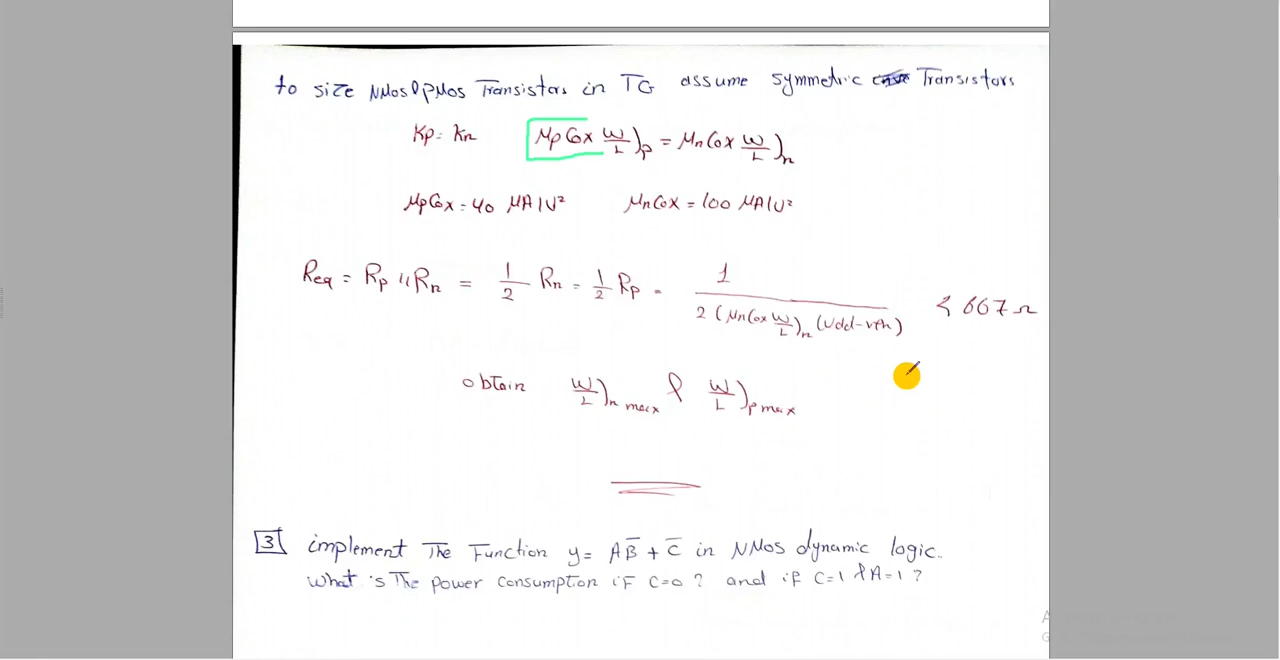 to size NMos & pMos Transistors in TG assume symmetric Transistors
Kp = Kn μpCox W/L)p = μnCox W/L)n
μpCox = 40 μA/V² μnCox = 100 μA/V²
Req = Rp || Rn = 1/2 Rn = 1/2 Rp = 1/2(μnCox W/L)n (Vdd-Vth) < 667 Ω
obtain W/L)n max & W/L)p max
3 implement The Function y = AB̅ + C̅ in NMos dynamic logic.
What is The power consumption iF C=0 ? and if C=1 & A=1 ?